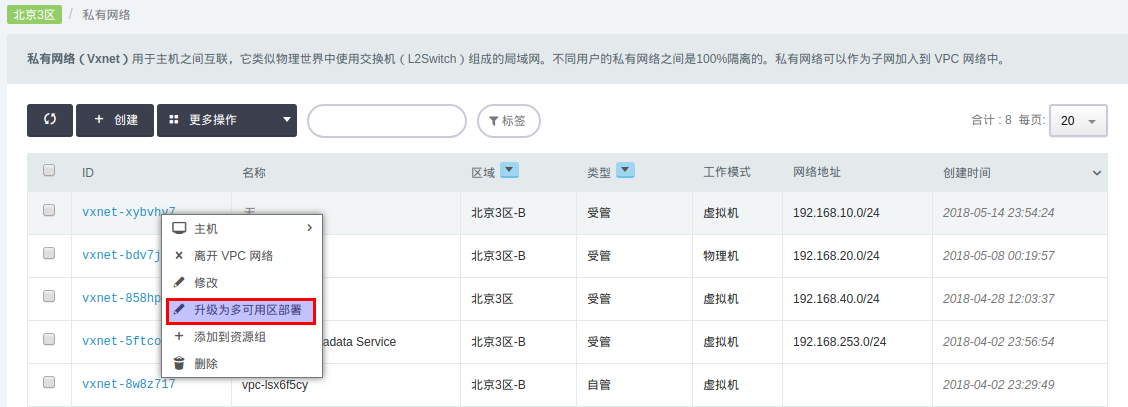 北京3区 / 私有网络
私有网络（Vxnet）用于主机之间互联，它类似物理世界中使用交换机（L2Switch）组成的局域网。不同用户的私有网络之间是100%隔离的。私有网络可以作为子网加入到 VPC 网络中。
+ 创建 更多操作 标签 合计 : 8 每页: 20
ID 名称 区域 类型 工作模式 网络地址 创建时间
vxnet-xybvhv7 无 北京3区-B 受管 虚拟机 192.168.10.0/24 2018-05-14 23:54:24
主机
vxnet-bdv7j 北京3区-B 受管 物理机 192.168.20.0/24 2018-05-08 00:19:57
× 离开 VPC 网络
修改
vxnet-858hp 北京3区 受管 虚拟机 192.168.40.0/24 2018-04-28 12:03:37
升级为多可用区部署
+ 添加到资源组
vxnet-5ftco adata Service 北京3区-B 受管 虚拟机 192.168.253.0/24 2018-04-02 23:56:54
删除
vxnet-8w8z717 vpc-lsx6f5cy 北京3区-B 自管 虚拟机 2018-04-02 23:29:49